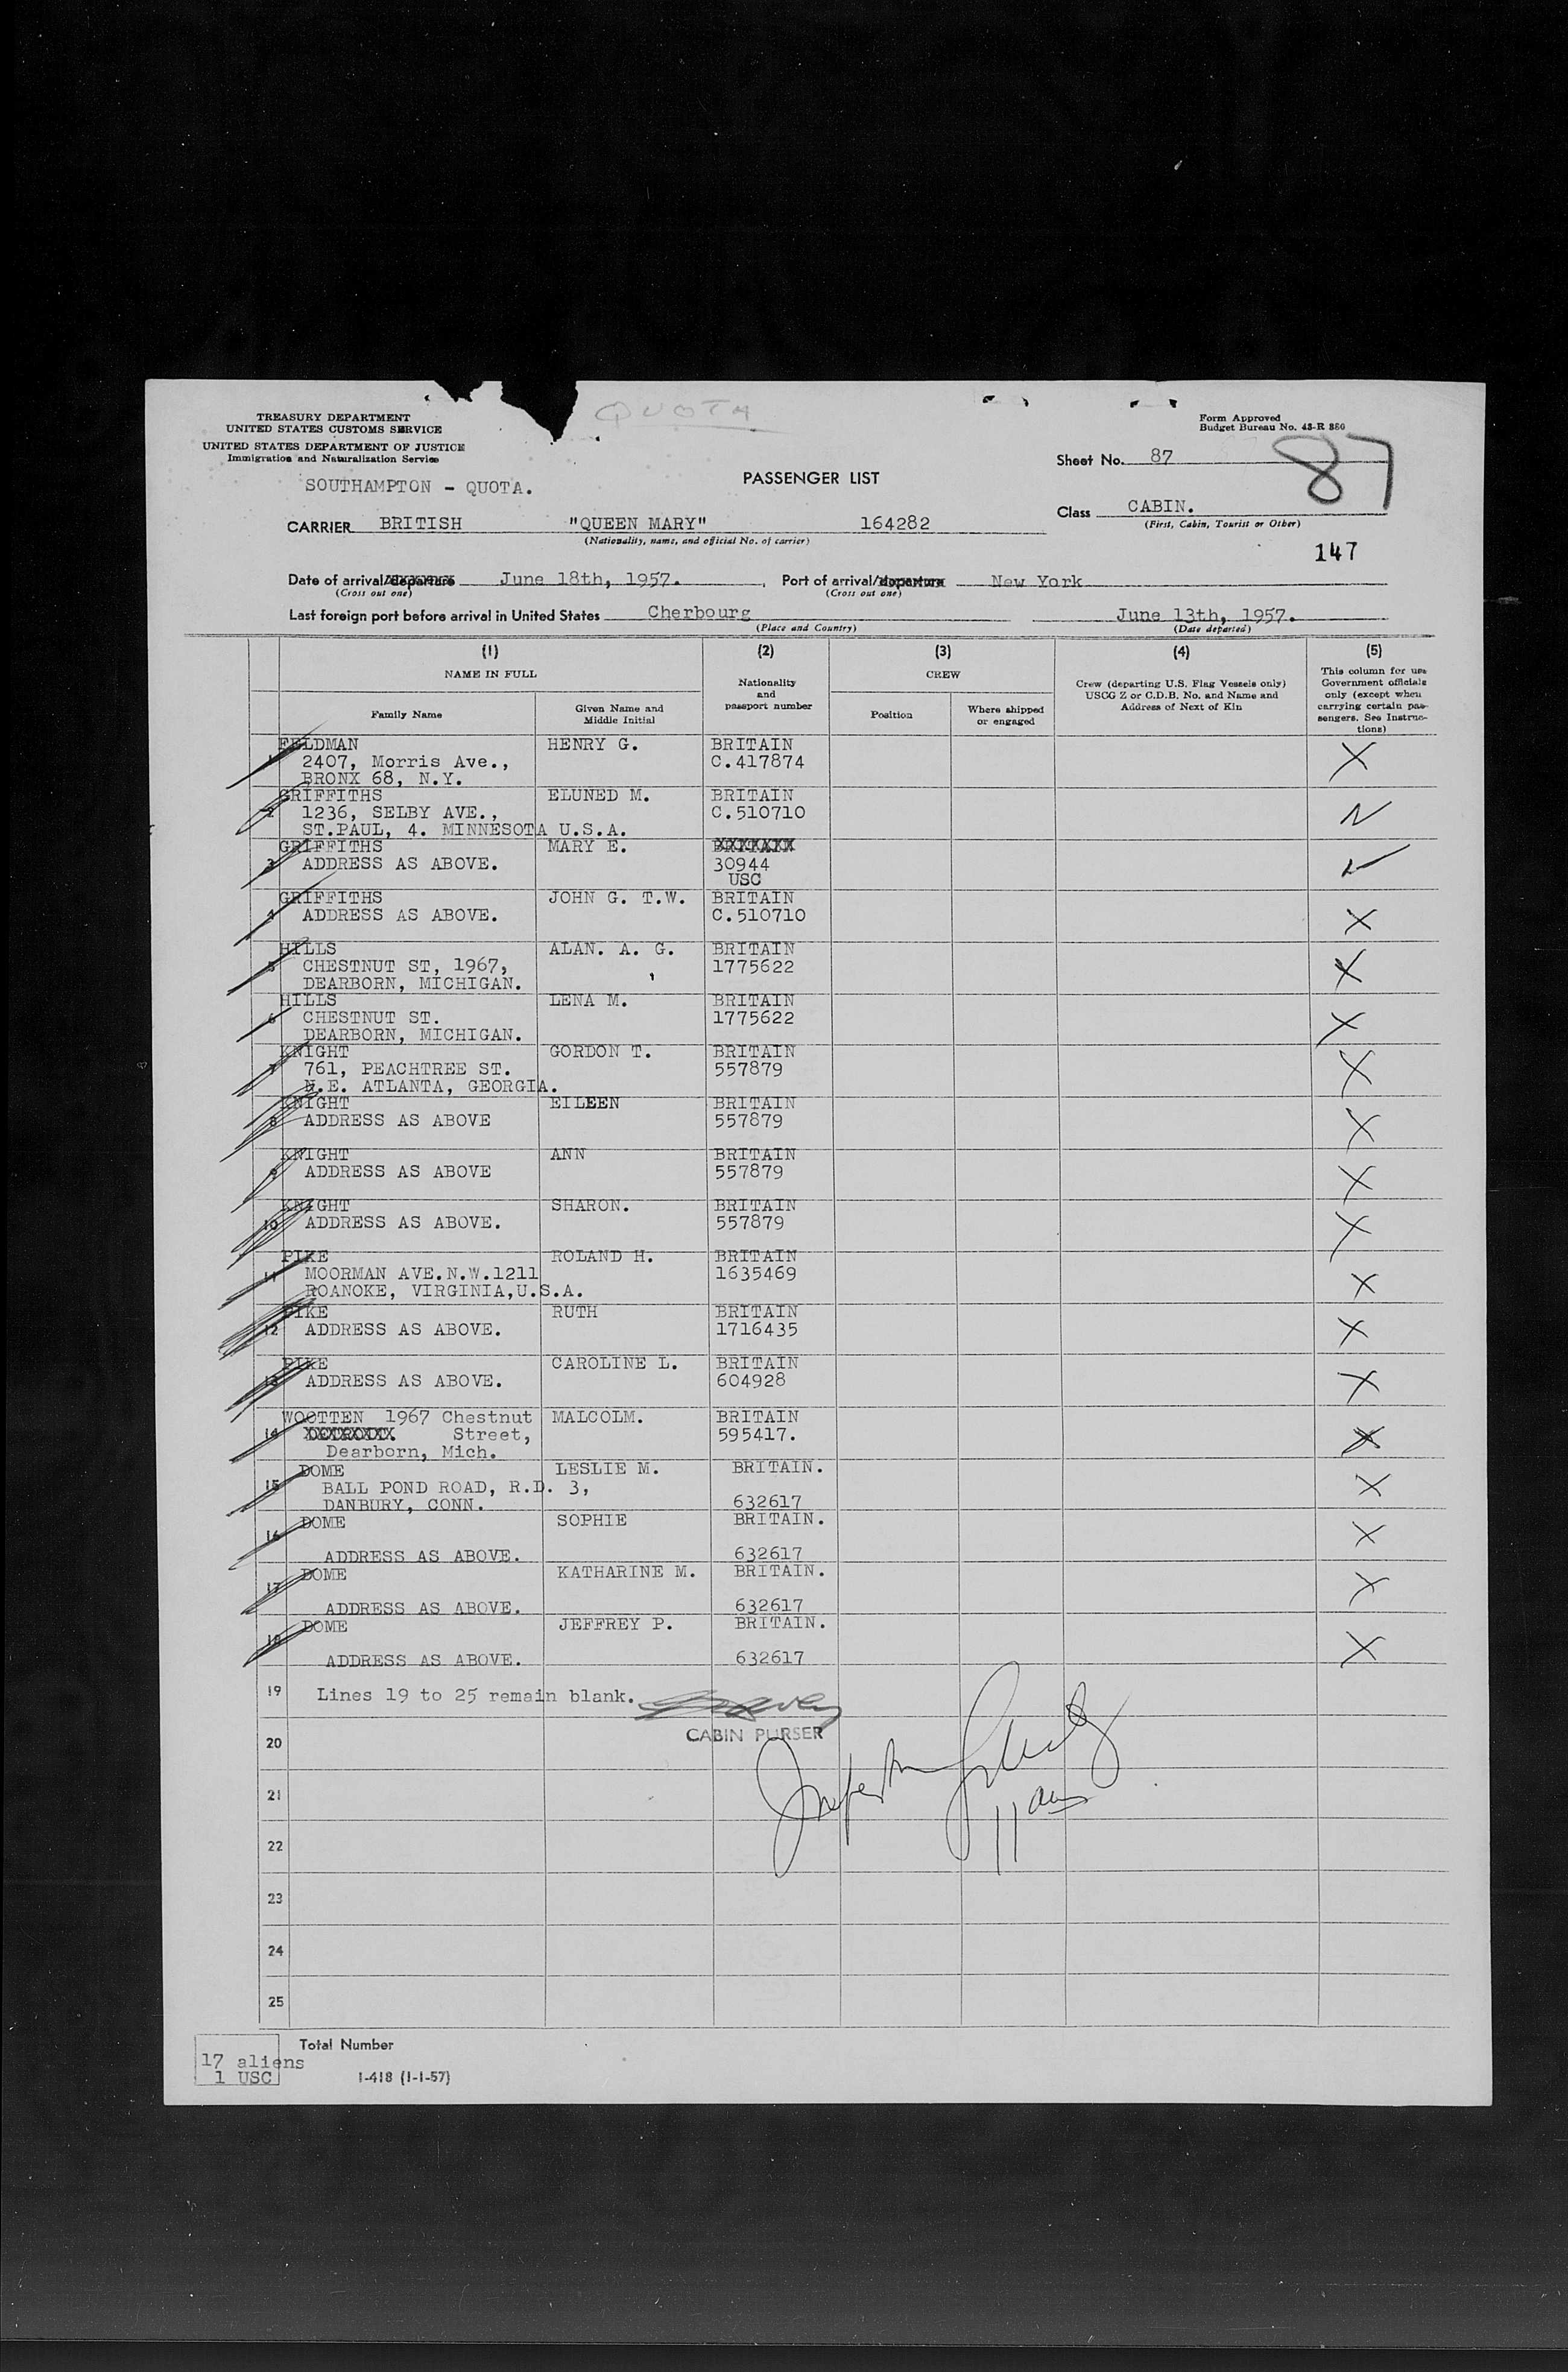 QUOTA
TREASURY DEPARTMENT
UNITED STATES CUSTOMS SERVICE
UNITED STATES DEPARTMENT OF JUSTICE
Immigration and Naturalization Service
Form Approved
Budget Bureau No. 43-R 386
Sheet No. 87
87
SOUTHAMPTON - QUOTA.
PASSENGER LIST
CARRIER BRITISH "QUEEN MARY" 164282
(Nationality, name, and official No. of carrier)
Class CABIN.
(First, Cabin, Tourist or Other)
147
Date of arrival/departure June 18th, 1957. , Port of arrival/departure New York
(Cross out one) (Cross out one)
Last foreign port before arrival in United States Cherbourg June 13th, 1957.
(Place and Country) (Date departed)
(1) (2) (3) (4) (5)
NAME IN FULL
Family Name
Given Name and Middle Initial
Nationality and passport number
CREW
Position
Where shipped or engaged
Crew (departing U.S. Flag Vessels only)
USCG Z or C.D.B. No. and Name and
Address of Next of Kin
This column for use
Government officials
only (except when
carrying certain pas-
sengers. See Instruc-
tions)
1 FELDMAN HENRY G. BRITAIN X
2407, Morris Ave., C.417874
BRONX 68, N.Y.
2 GRIFFITHS ELUNED M. BRITAIN
1236, SELBY AVE., C.510710
ST.PAUL, 4. MINNESOTA U.S.A.
3 GRIFFITHS MARY E.
ADDRESS AS ABOVE. 30944
USC
4 GRIFFITHS JOHN G. T.W. BRITAIN
ADDRESS AS ABOVE. C.510710 X
5 HILLS ALAN. A. G. BRITAIN
CHESTNUT ST, 1967, 1775622 X
DEARBORN, MICHIGAN.
6 HILLS LENA M. BRITAIN
CHESTNUT ST. 1775622 X
DEARBORN, MICHIGAN.
7 KNIGHT GORDON T. BRITAIN
761, PEACHTREE ST. 557879 X
N.E. ATLANTA, GEORGIA.
8 KNIGHT EILEEN BRITAIN
ADDRESS AS ABOVE 557879 X
9 KNIGHT ANN BRITAIN
ADDRESS AS ABOVE 557879 X
10 KNIGHT SHARON. BRITAIN
ADDRESS AS ABOVE. 557879 X
11 PIKE ROLAND H. BRITAIN
MOORMAN AVE.N.W.1211 1635469 X
ROANOKE, VIRGINIA,U.S.A.
12 PIKE RUTH BRITAIN
ADDRESS AS ABOVE. 1716435 X
13 PIKE CAROLINE L. BRITAIN
ADDRESS AS ABOVE. 604928 X
14 WOOTTEN 1967 Chestnut MALCOLM. BRITAIN
Street, 595417. X
Dearborn, Mich.
15 DOME LESLIE M. BRITAIN.
BALL POND ROAD, R.D. 3, X
DANBURY, CONN. 632617
16 DOME SOPHIE BRITAIN. X
ADDRESS AS ABOVE. 632617
17 DOME KATHARINE M. BRITAIN. X
ADDRESS AS ABOVE. 632617
18 DOME JEFFREY P. BRITAIN. X
ADDRESS AS ABOVE. 632617
19 Lines 19 to 25 remain blank.
CABIN PURSER
20
21
11 am
22
23
24
25
Total Number
17 aliens
1 USC
I-418 (1-1-57)